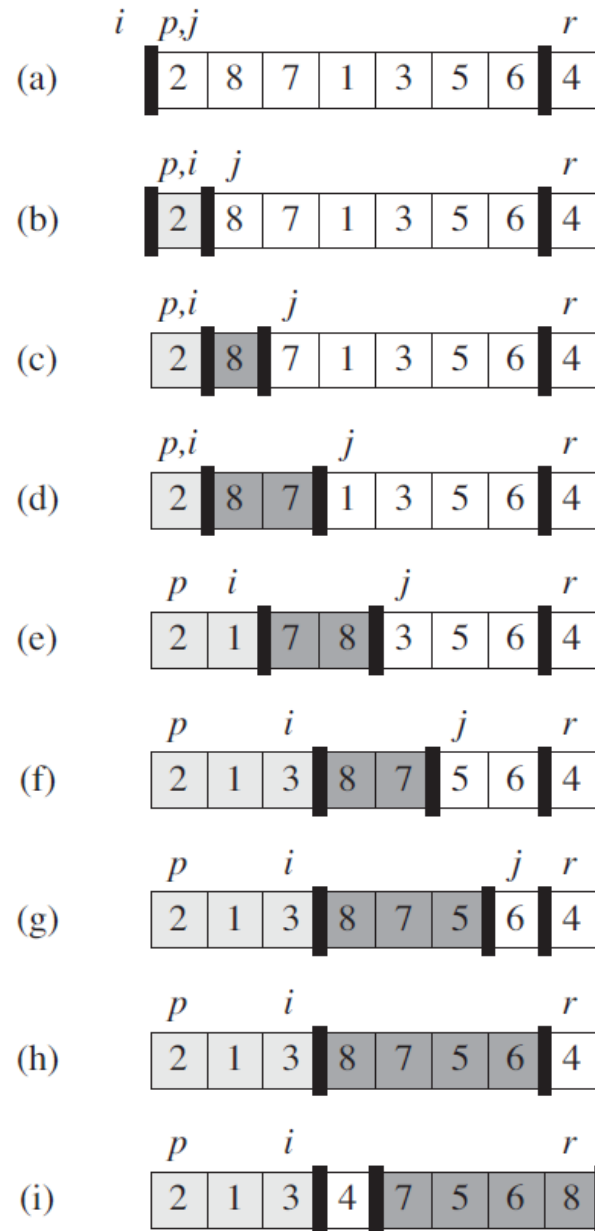 i p,j r
(a) 2 8 7 1 3 5 6 4
p,i j r
(b) 2 8 7 1 3 5 6 4
p,i j r
(c) 2 8 7 1 3 5 6 4
p,i j r
(d) 2 8 7 1 3 5 6 4
p i j r
(e) 2 1 7 8 3 5 6 4
p i j r
(f) 2 1 3 8 7 5 6 4
p i j r
(g) 2 1 3 8 7 5 6 4
p i r
(h) 2 1 3 8 7 5 6 4
p i r
(i) 2 1 3 4 7 5 6 8